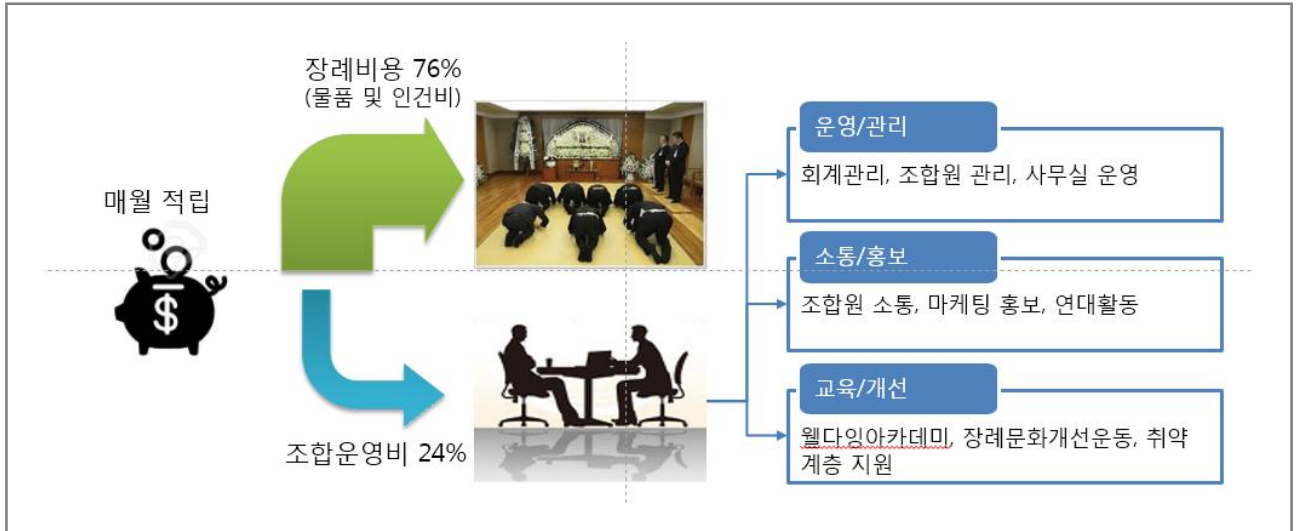 장례비용 76%
(물품 및 인건비)
매월 적립
$
조합운영비 24%
운영/관리
회계관리, 조합원 관리, 사무실 운영
소통/홍보
조합원 소통, 마케팅 홍보, 연대활동
교육/개선
웰다잉아카데미, 장례문화개선운동, 취약
계층 지원